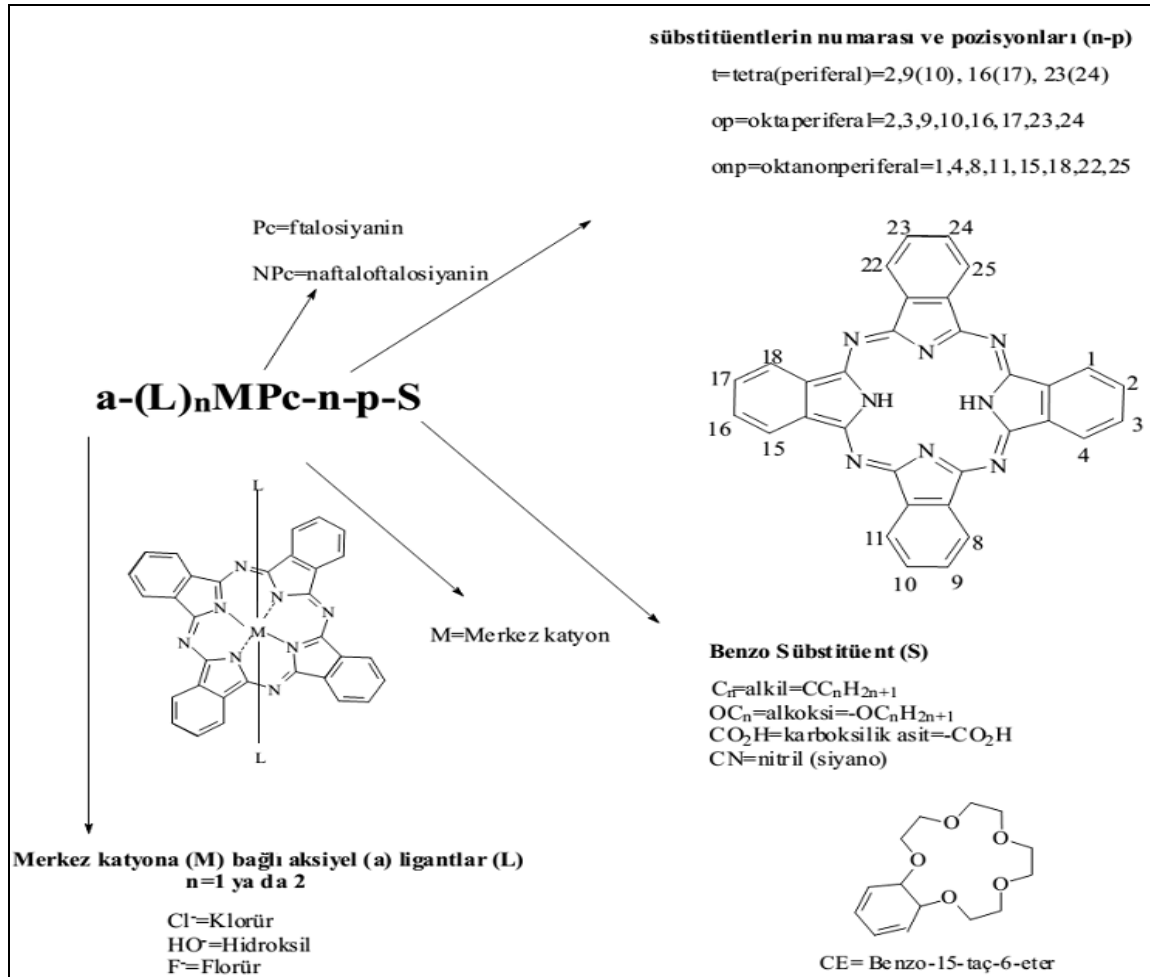 sübstitüentlerin numarası ve pozisyonları (n-p)
t=tetra(periferal)=2,9(10), 16(17), 23(24)
op=oktaperiferal=2,3,9,10,16,17,23,24
onp=oktanonperiferal=1,4,8,11,15,18,22,25
Pc=ftalosiyanin
NPc=naftaloftalosiyanin
a-(L)nMPc-n-p-S
23 24
22 25
N N N
18 1
17 NH HN 2
16 3
15 4
N N N
11 8
10 9
L
N N N
N M N
N N N
L
M=Merkez katyon
Benzo Sübstitüent (S)
Cn=alkil=CCnH2n+1
OCn=alkoksi=-OCnH2n+1
CO2H=karboksilik asit=-CO2H
CN=nitril (siyano)
O O
O O
O
CE= Benzo-15-taç-6-eter
Merkez katyona (M) bağlı aksiyel (a) ligantlar (L)
n=1 ya da 2
Cl-=Klorür
HO-=Hidroksil
F-=Florür